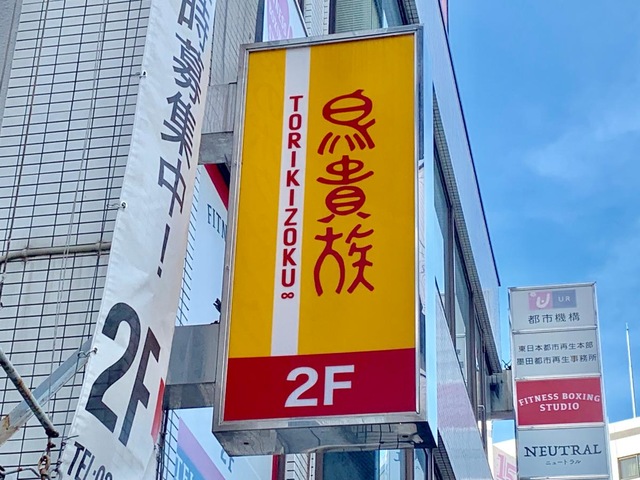 募集中!
2F
TEL:
TORIKIZOKU∞
鳥貴族
2F
UR
都市機構
東日本都市再生本部
墨田都市再生事務所
FITNESS BOXING
STUDIO
NEUTRAL
ニュートラル